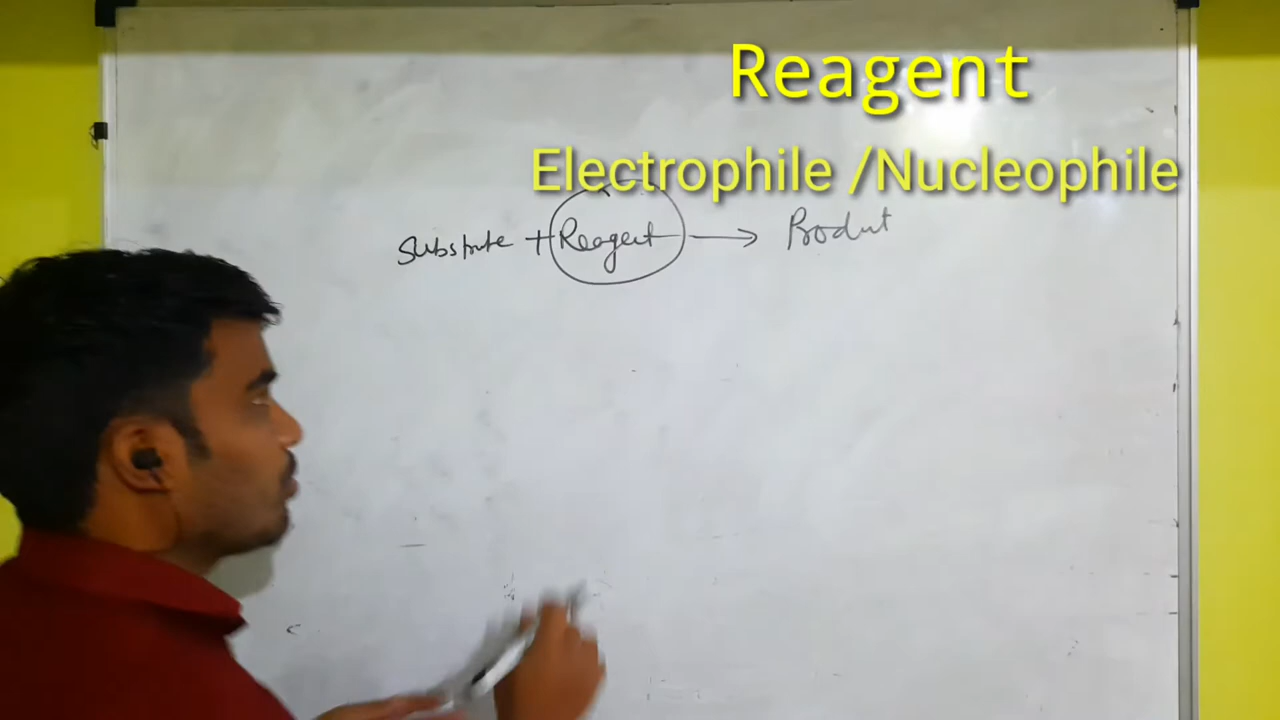 Reagent
Electrophile /Nucleophile
Substrate + Reagent → Product